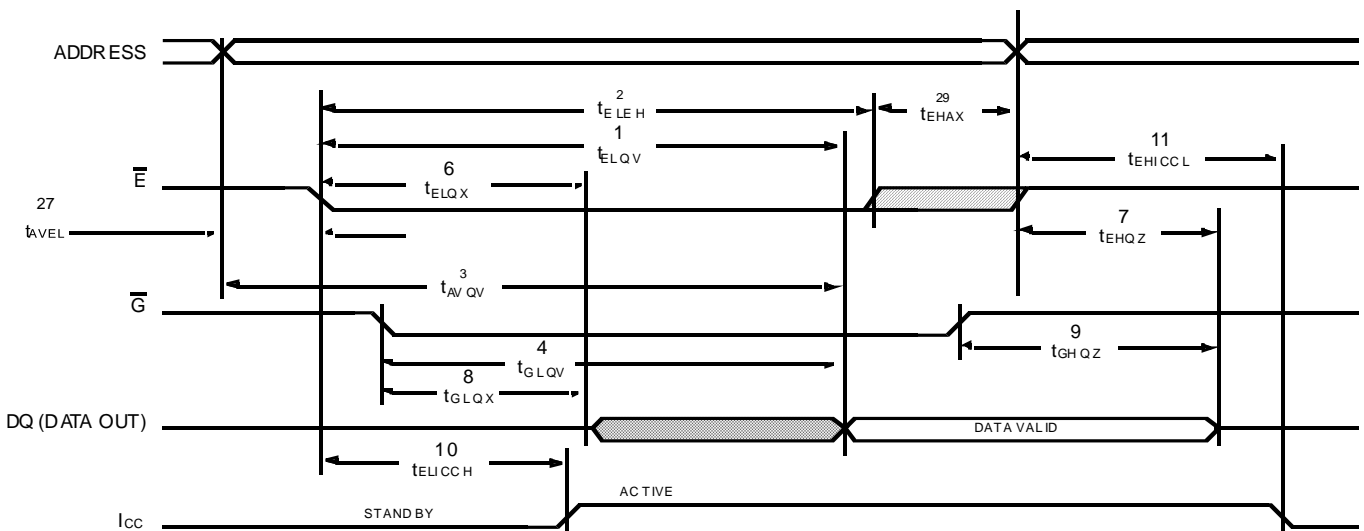 ADDRESS
2
tELEH
29
tEHAX
1
tELQV
11
tEHICCL
E
6
tELQX
27
tAVEL
7
tEHQZ
3
tAVQV
G
9
tGHQZ
4
tGLQV
8
tGLQX
DQ (DATA OUT)
DATA VALID
10
tELICCH
ACTIVE
STANDBY
ICC